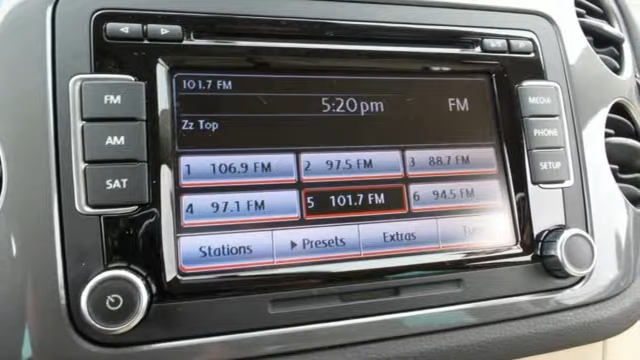 FM
AM
SAT
101.7 FM
5:20pm FM
Zz Top
1 106.9 FM 2 97.5 FM 3 88.7 FM
4 97.1 FM 5 101.7 FM 6 94.5 FM
Stations Presets Extras
MEDIA
PHONE
SETUP